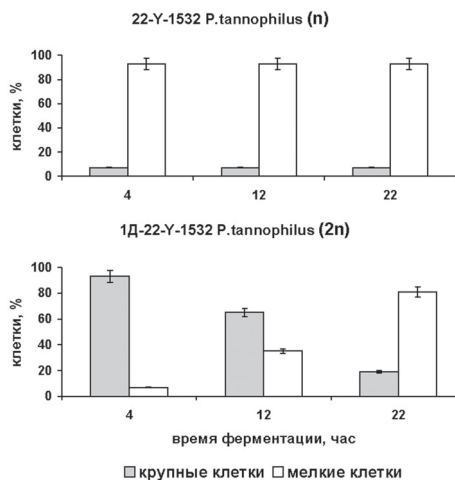 22-Y-1532 P.tannophilus (n)
клетки, %
100
80
60
40
20
0
4 12 22
1Д-22-Y-1532 P.tannophilus (2n)
клетки, %
100
80
60
40
20
0
4 12 22
время ферментации, час
крупные клетки мелкие клетки